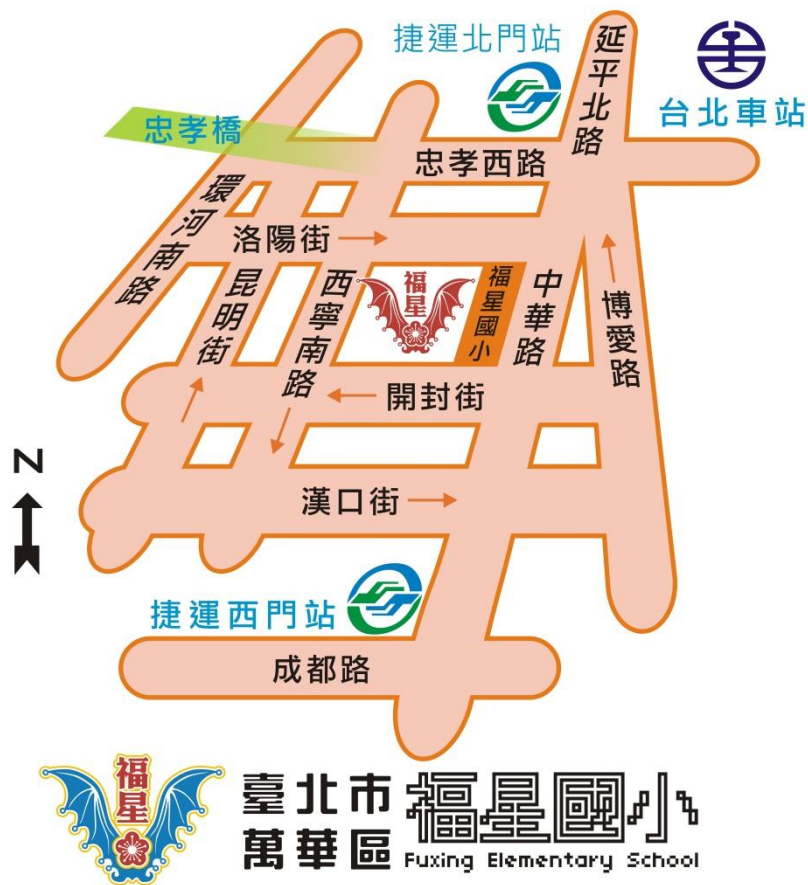 捷運北門站
延平北路
台北車站
忠孝橋
忠孝西路
環河南路
洛陽街
昆明街
西寧南路
福星
福星國小
中華路
博愛路
開封街
N
漢口街
捷運西門站
成都路
福星
臺北市
萬華區
福星國小
Fuxing Elementary School